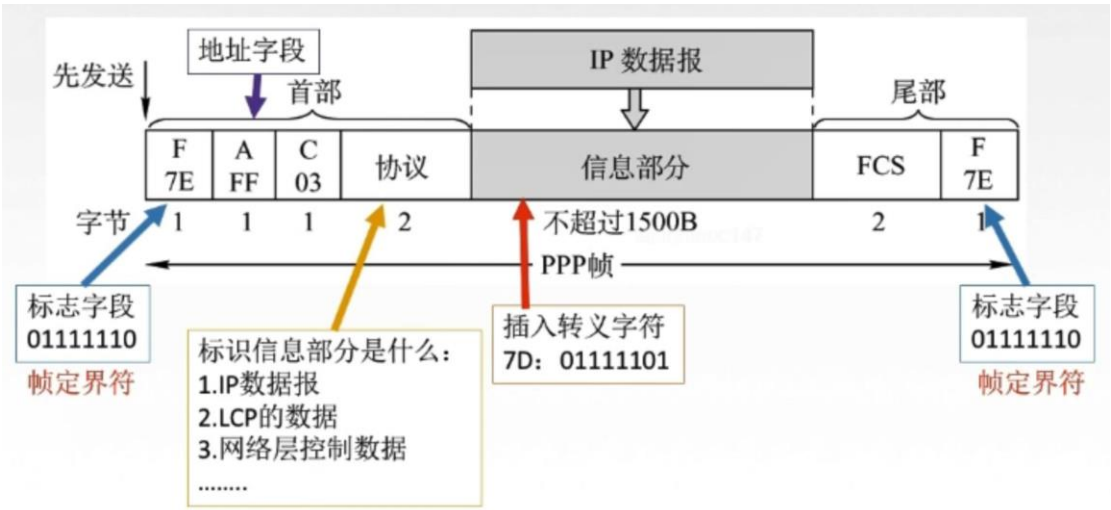 地址字段
IP 数据报
先发送
首部
尾部
F
7E
A
FF
C
03
协议
信息部分
FCS
F
7E
字节
1
1
1
2
不超过1500B
2
1
PPP帧
标志字段
01111110
帧定界符
标识信息部分是什么：
1.IP数据报
2.LCP的数据
3.网络层控制数据
........
插入转义字符
7D：01111101
标志字段
01111110
帧定界符